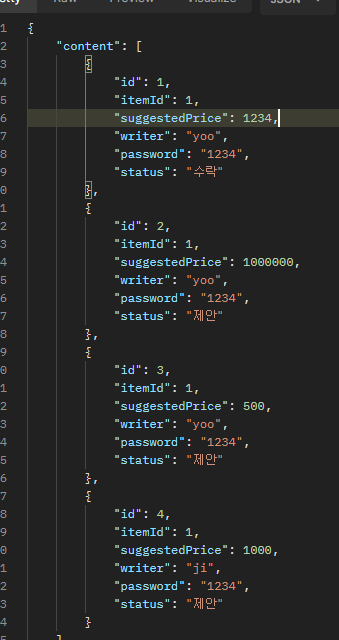 Raw
Preview
Visualize
JSON
1 {
2 "content": [
3 {
4 "id": 1,
5 "itemId": 1,
6 "suggestedPrice": 1234,
7 "writer": "yoo",
8 "password": "1234",
9 "status": "수락"
0 },
1 {
2 "id": 2,
3 "itemId": 1,
4 "suggestedPrice": 1000000,
5 "writer": "yoo",
6 "password": "1234",
7 "status": "제안"
8 },
9 {
0 "id": 3,
1 "itemId": 1,
2 "suggestedPrice": 500,
3 "writer": "yoo",
4 "password": "1234",
5 "status": "제안"
6 },
7 {
8 "id": 4,
9 "itemId": 1,
0 "suggestedPrice": 1000,
1 "writer": "ji",
2 "password": "1234",
3 "status": "제안"
4 }